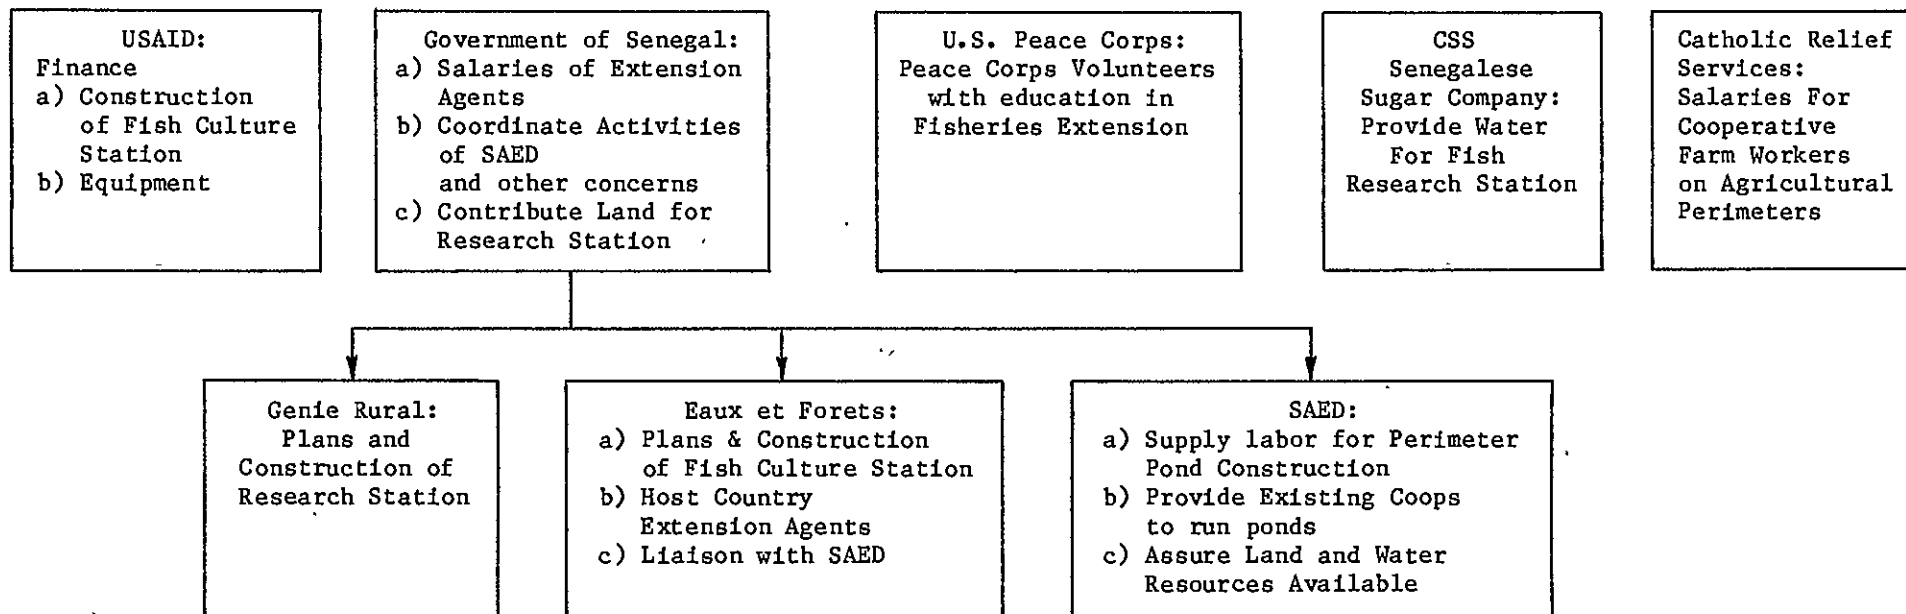 USAID:
Finance
a) Construction
of Fish Culture
Station
b) Equipment
Government of Senegal:
a) Salaries of Extension
Agents
b) Coordinate Activities
of SAED
and other concerns
c) Contribute Land for
Research Station
U.S. Peace Corps:
Peace Corps Volunteers
with education in
Fisheries Extension
CSS
Senegalese
Sugar Company:
Provide Water
For Fish
Research Station
Catholic Relief
Services:
Salaries For
Cooperative
Farm Workers
on Agricultural
Perimeters
Genie Rural:
Plans and
Construction of
Research Station
Eaux et Forets:
a) Plans & Construction
of Fish Culture Station
b) Host Country
Extension Agents
c) Liaison with SAED
SAED:
a) Supply labor for Perimeter
Pond Construction
b) Provide Existing Coops
to run ponds
c) Assure Land and Water
Resources Available